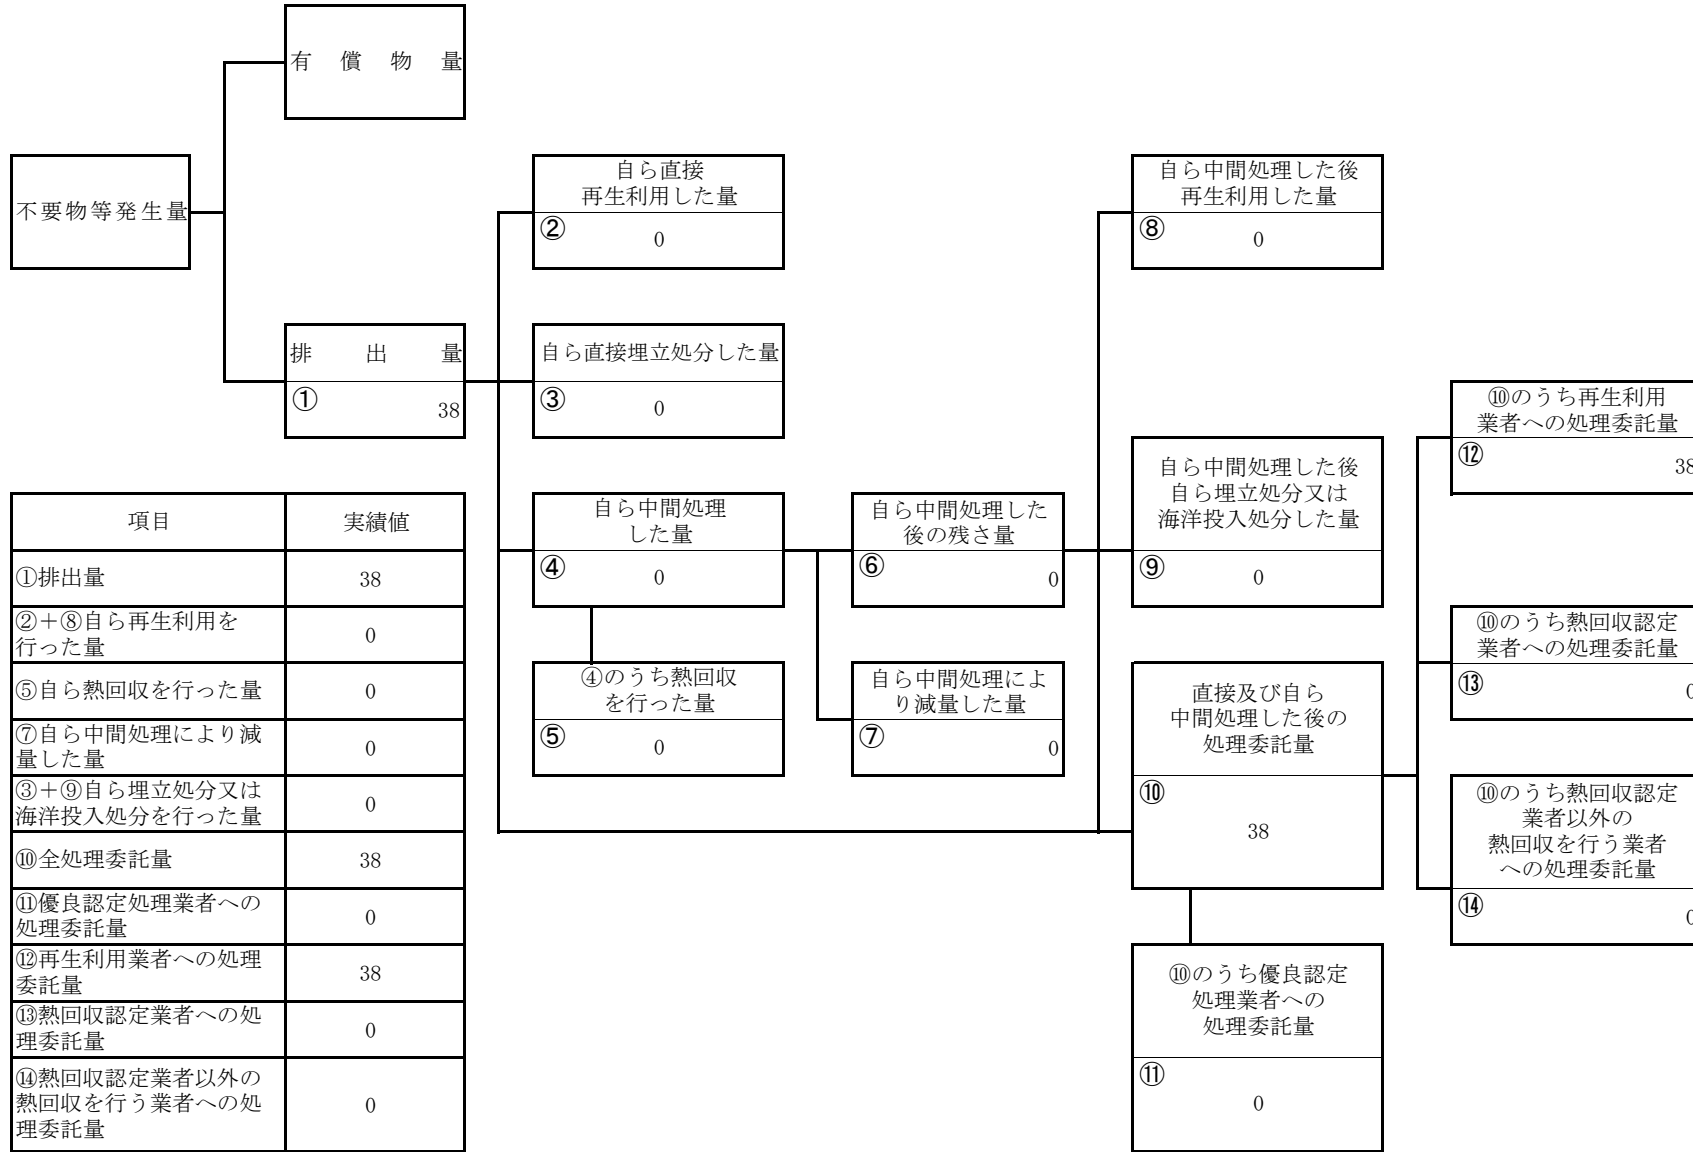 有償物量
不要物等発生量
排出量
①
38
自ら直接
再生利用した量
②
0
自ら直接埋立処分した量
③
0
自ら中間処理
した量
④
0
④のうち熱回収
を行った量
⑤
0
自ら中間処理した
後の残さ量
⑥
0
自ら中間処理によ
り減量した量
⑦
0
自ら中間処理した後
再生利用した量
⑧
0
自ら中間処理した後
自ら埋立処分又は
海洋投入処分した量
⑨
0
直接及び自ら
中間処理した後の
処理委託量
⑩
38
⑩のうち優良認定
処理業者への
処理委託量
⑪
0
⑩のうち再生利用
業者への処理委託量
⑫
38
⑩のうち熱回収認定
業者への処理委託量
⑬
0
⑩のうち熱回収認定
業者以外の
熱回収を行う業者
への処理委託量
⑭
0
項目
実績値
①排出量
38
②＋⑧自ら再生利用を
行った量
0
⑤自ら熱回収を行った量
0
⑦自ら中間処理により減
量した量
0
③＋⑨自ら埋立処分又は
海洋投入処分を行った量
0
⑩全処理委託量
38
⑪優良認定処理業者への
処理委託量
0
⑫再生利用業者への処理
委託量
38
⑬熱回収認定業者への処
理委託量
0
⑭熱回収認定業者以外の
熱回収を行う業者への処
理委託量
0